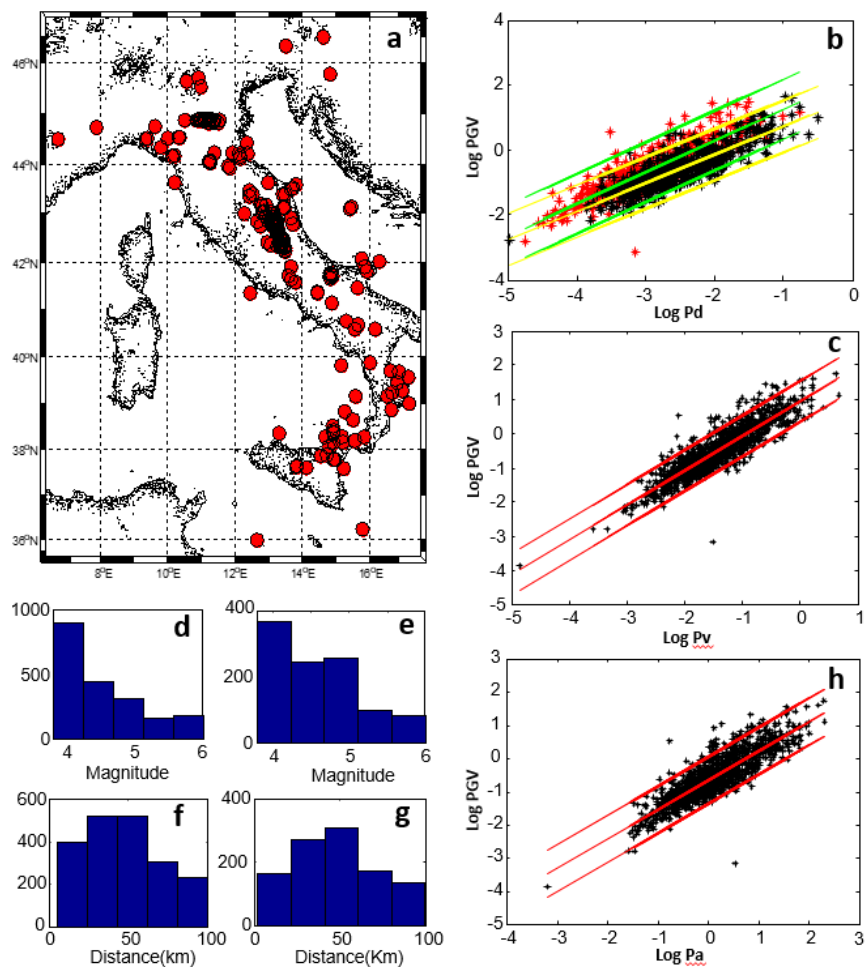 a
46°N
44°N
42°N
40°N
38°N
36°N
8°E
10°E
12°E
14°E
16°E
b
4
2
0
-2
-4
-5
-4
-3
-2
-1
0
Log PGV
Log Pd
c
3
2
1
0
-1
-2
-3
-4
5
-5
-4
-3
-2
-1
0
1
Log PGV
Log Pv
d
1000
500
0
4
5
6
Magnitude
e
400
200
0
4
5
6
Magnitude
f
600
400
200
0
0
50
100
Distance(km)
g
400
200
0
0
50
100
Distance(Km)
h
3
2
1
0
-1
-2
-3
-4
5
-4
-3
-2
-1
0
1
2
3
Log PGV
Log Pa